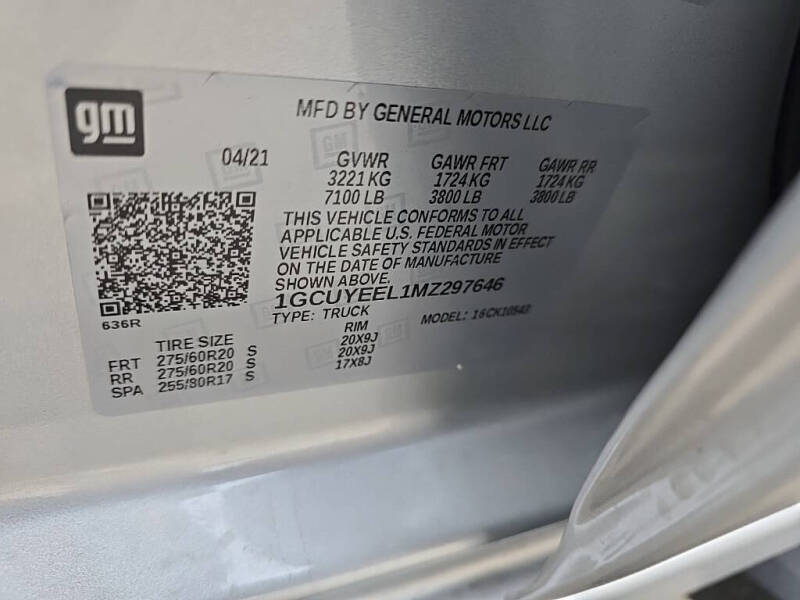 gm
MFD BY GENERAL MOTORS LLC
04/21 GVWR GAWR FRT GAWR RR
3221 KG 1724 KG 1724 KG
7100 LB 3800 LB 3800 LB
THIS VEHICLE CONFORMS TO ALL
APPLICABLE U.S. FEDERAL MOTOR
VEHICLE SAFETY STANDARDS IN EFFECT
ON THE DATE OF MANUFACTURE
SHOWN ABOVE.
1GCUYEEL1MZ297646
636R
TYPE: TRUCK MODEL: 16CK10543
TIRE SIZE RIM
FRT 275/60R20 S 20X9J
RR 275/60R20 S 20X9J
SPA 255/80R17 S 17X8J